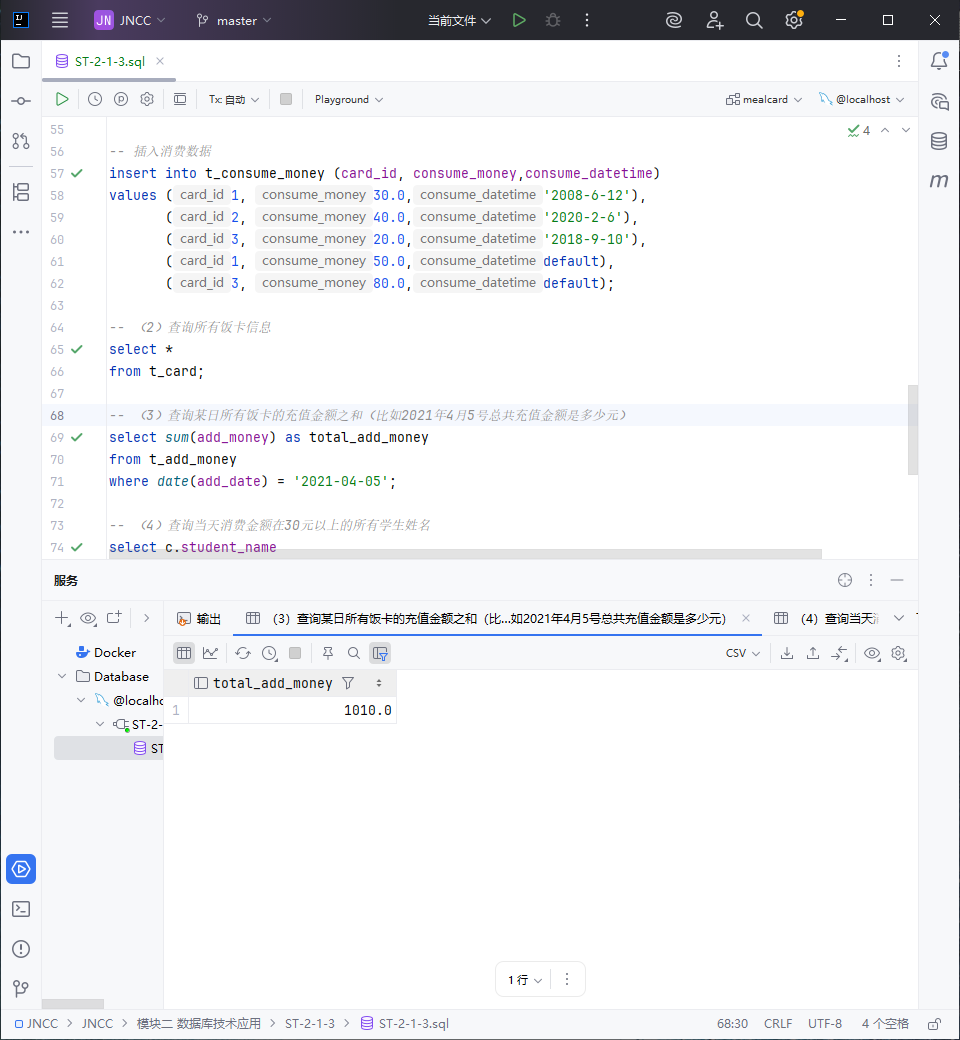 JN JNCC master 当前文件
ST-2-1-3.sql
Tx: 自动 Playground mealcard @localhost
55
4
56 -- 插入消费数据
57 insert into t_consume_money (card_id, consume_money,consume_datetime)
58 values ( card_id 1, consume_money 30.0, consume_datetime '2008-6-12'),
59 ( card_id 2, consume_money 40.0, consume_datetime '2020-2-6'),
60 ( card_id 3, consume_money 20.0, consume_datetime '2018-9-10'),
61 ( card_id 1, consume_money 50.0, consume_datetime default),
62 ( card_id 3, consume_money 80.0, consume_datetime default);
63
64 -- （2）查询所有饭卡信息
65 select *
66 from t_card;
67
68 -- （3）查询某日所有饭卡的充值金额之和（比如2021年4月5号总共充值金额是多少元）
69 select sum(add_money) as total_add_money
70 from t_add_money
71 where date(add_date) = '2021-04-05';
72
73 -- （4）查询当天消费金额在30元以上的所有学生姓名
74 select c.student_name
服务
输出 （3）查询某日所有饭卡的充值金额之和（比...如2021年4月5号总共充值金额是多少元） （4）查询当天
CSV
Docker
Database
@localho
ST-2-
ST
total_add_money
1 1010.0
1 行
JNCC JNCC 模块二 数据库技术应用 ST-2-1-3 ST-2-1-3.sql 68:30 CRLF UTF-8 4 个空格